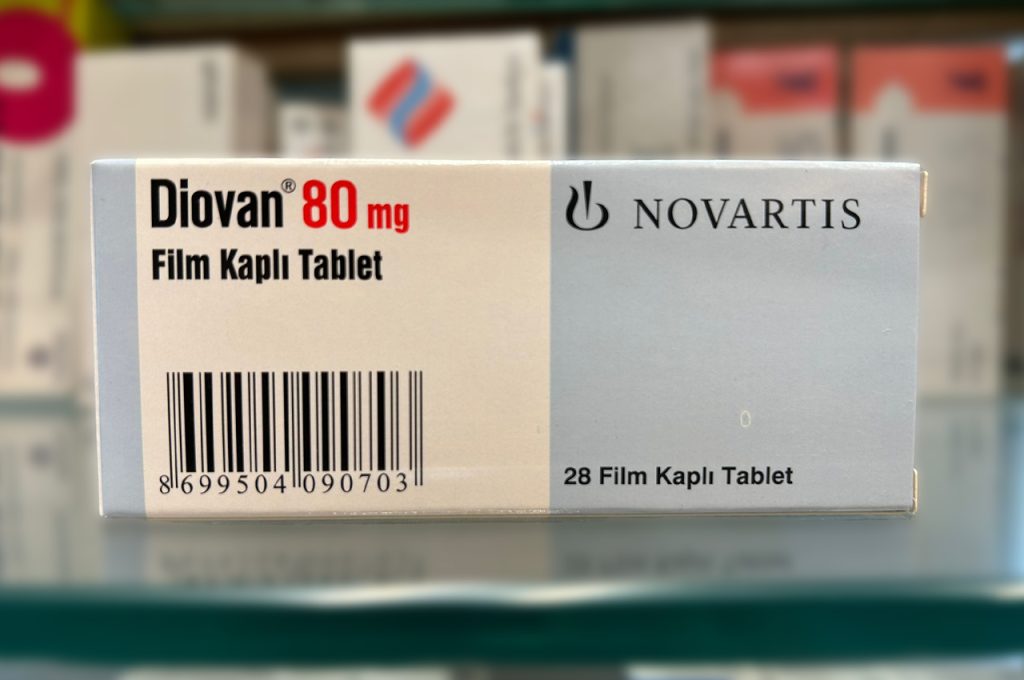 Diovan® 80 mg
Film Kaplı Tablet
NOVARTIS
8 699504 090703
28 Film Kaplı Tablet